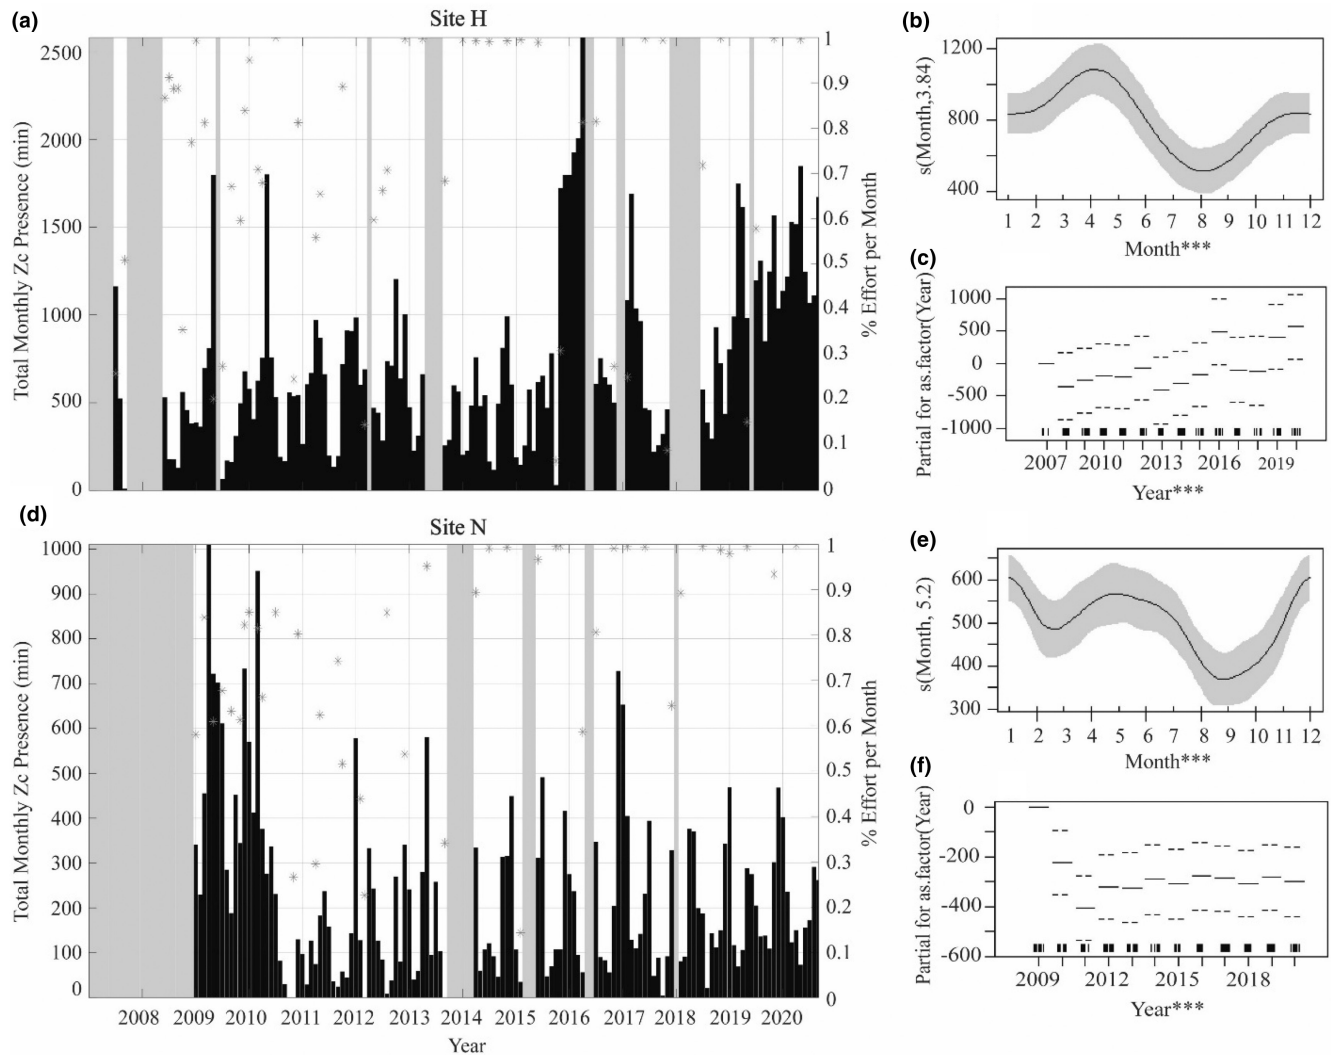 (a)
Site H
Total Monthly Zc Presence (min)
2500
2000
1500
1000
500
0
1
0.9
0.8
0.7
0.6
0.5
0.4
0.3
0.2
0.1
0
% Effort per Month
(b)
s(Month,3.84)
1200
800
400
1 2 3 4 5 6 7 8 9 10 11 12
Month***
(c)
Partial for as.factor(Year)
1000
500
0
-500
-1000
2007 2010 2013 2016 2019
Year***
(d)
Site N
Total Monthly Zc Presence (min)
1000
900
800
700
600
500
400
300
200
100
0
1
0.9
0.8
0.7
0.6
0.5
0.4
0.3
0.2
0.1
0
% Effort per Month
2008 2009 2010 2011 2012 2013 2014 2015 2016 2017 2018 2019 2020
Year
(e)
s(Month, 5.2)
600
500
400
300
1 2 3 4 5 6 7 8 9 10 11 12
Month***
(f)
Partial for as.factor(Year)
0
-200
-400
-600
2009 2012 2015 2018
Year***